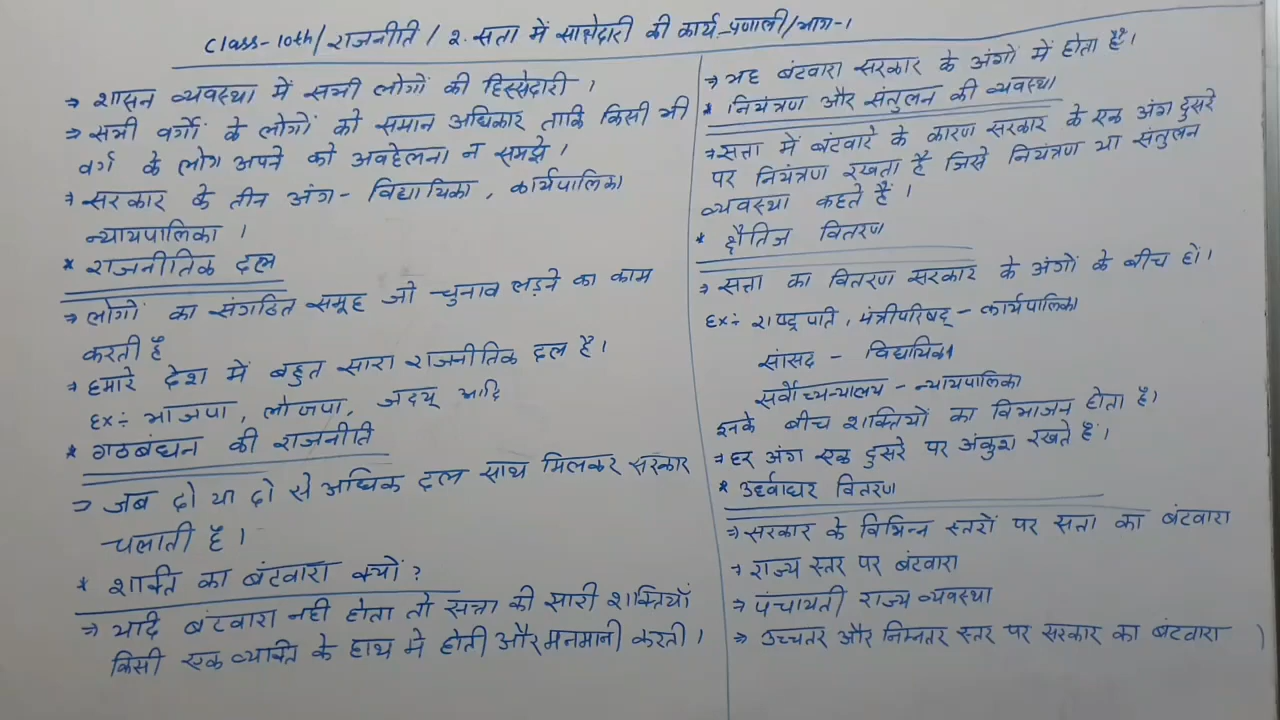 Class-10th/राजनीति/2. सत्ता में साझेदारी की कार्य-प्रणाली/भाग-1
→ शासन व्यवस्था में सभी लोगों की हिस्सेदारी ।
→ सभी वर्गों के लोगों को समान अधिकार ताकि किसी भी
वर्ग के लोग अपने को अवहेलना न समझे ।
→ सरकार के तीन अंग - विधायिका, कार्यपालिका
न्यायपालिका ।
* राजनीतिक दल
→ लोगों का संगठित समूह जो चुनाव लड़ने का काम
करती है
→ हमारे देश में बहुत सारा राजनीतिक दल है।
Ex÷ भाजपा, लोजपा, जदयू आदि
* गठबंधन की राजनीति
→ जब दो या दो से अधिक दल साथ मिलकर सरकार
चलाती है ।
* शक्ति का बंटवारा क्यों?
→ यदि बंटवारा नही होता तो सत्ता की सारी शक्तियाँ
किसी एक व्यक्ति के हाथ मे होती और मनमानी करती ।
→ यह बंटवारा सरकार के अंगों में होता है।
* नियंत्रण और संतुलन की व्यवस्था
→ सत्ता में बंटवारे के कारण सरकार के एक अंग दुसरे
पर नियंत्रण रखता है जिसे नियंत्रण या संतुलन
व्यवस्था कहते हैं ।
* क्षैतिज वितरण
→ सत्ता का वितरण सरकार के अंगों के बीच हो।
Ex÷ राष्ट्रपति, मंत्रीपरिषद् - कार्यपालिका
सांसद - विधायिका
सर्वोच्चन्यालय - न्यायपालिका
इनके बीच शक्तियों का विभाजन होता है।
→ हर अंग एक दुसरे पर अंकुश रखते हैं।
* उर्ध्वाधर वितरण
→ सरकार के विभिन्न स्तरों पर सत्ता का बंटवारा
→ राज्य स्तर पर बंटवारा
→ पंचायती राज्य व्यवस्था
→ उच्चतर और निम्नतर स्तर पर सरकार का बंटवारा